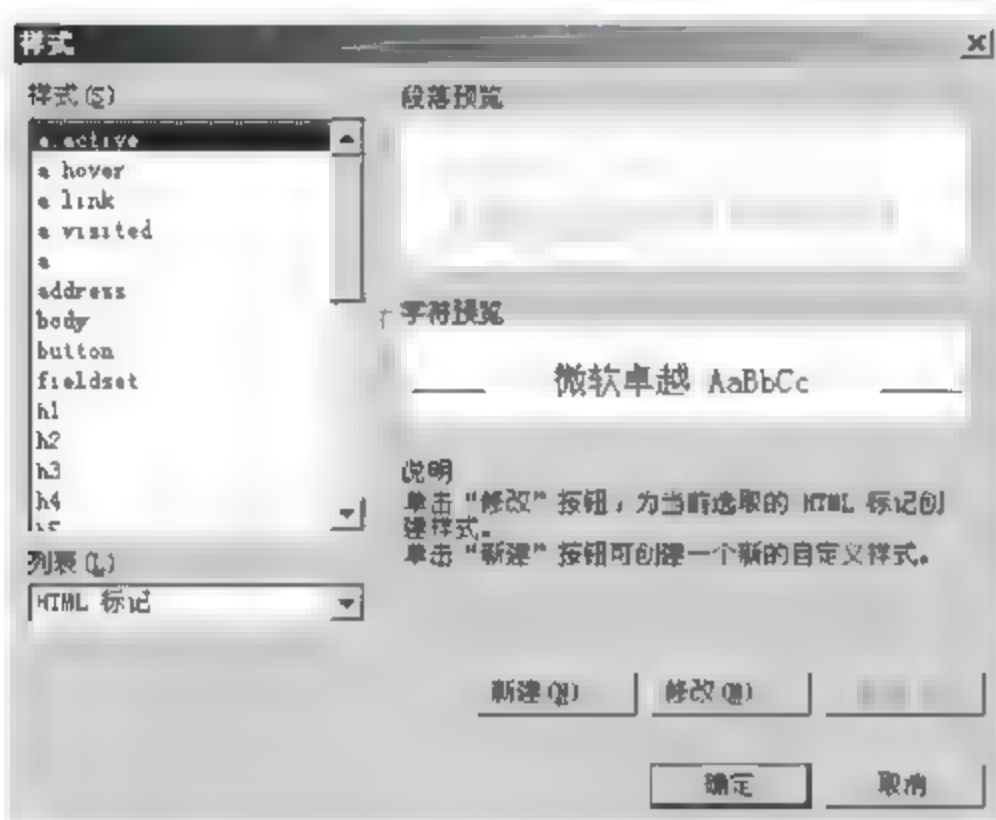 样式
样式(S)
a.active
a hover
a link
a visited
a
address
body
button
fieldset
h1
h2
h3
h4
列表(L)
HTML 标记
段落预览
字符预览
微软卓越 AaBbCc
说明
单击“修改”按钮，为当前选取的 HTML 标记创
建样式。
单击“新建”按钮可创建一个新的自定义样式。
新建(N)
修改(M)
确定
取消